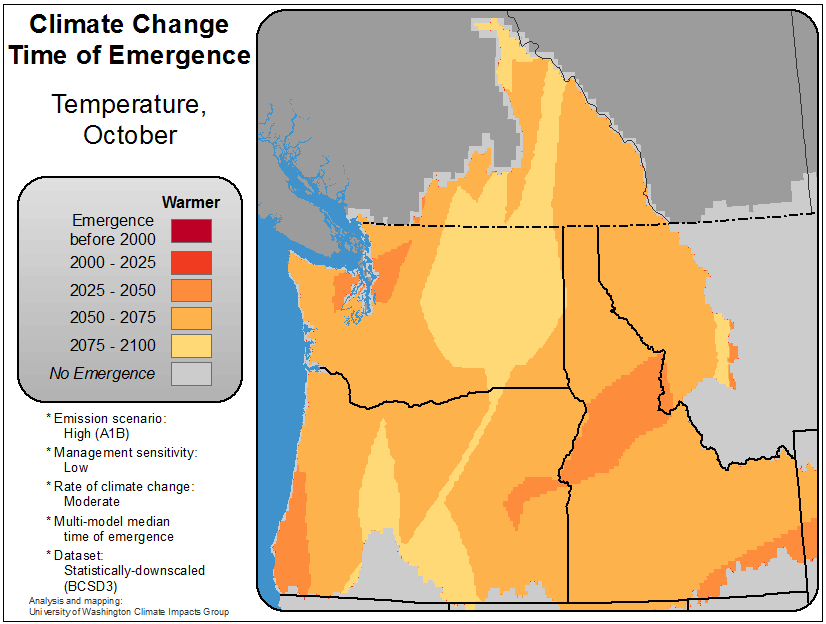 Climate Change
Time of Emergence
Temperature,
October
Warmer
Emergence
before 2000
2000 - 2025
2025 - 2050
2050 - 2075
2075 - 2100
No Emergence
* Emission scenario:
High (A1B)
* Management sensitivity:
Low
* Rate of climate change:
Moderate
* Multi-model median
time of emergence
* Dataset:
Statistically-downscaled
(BCSD3)
Analysis and mapping:
University of Washington Climate Impacts Group